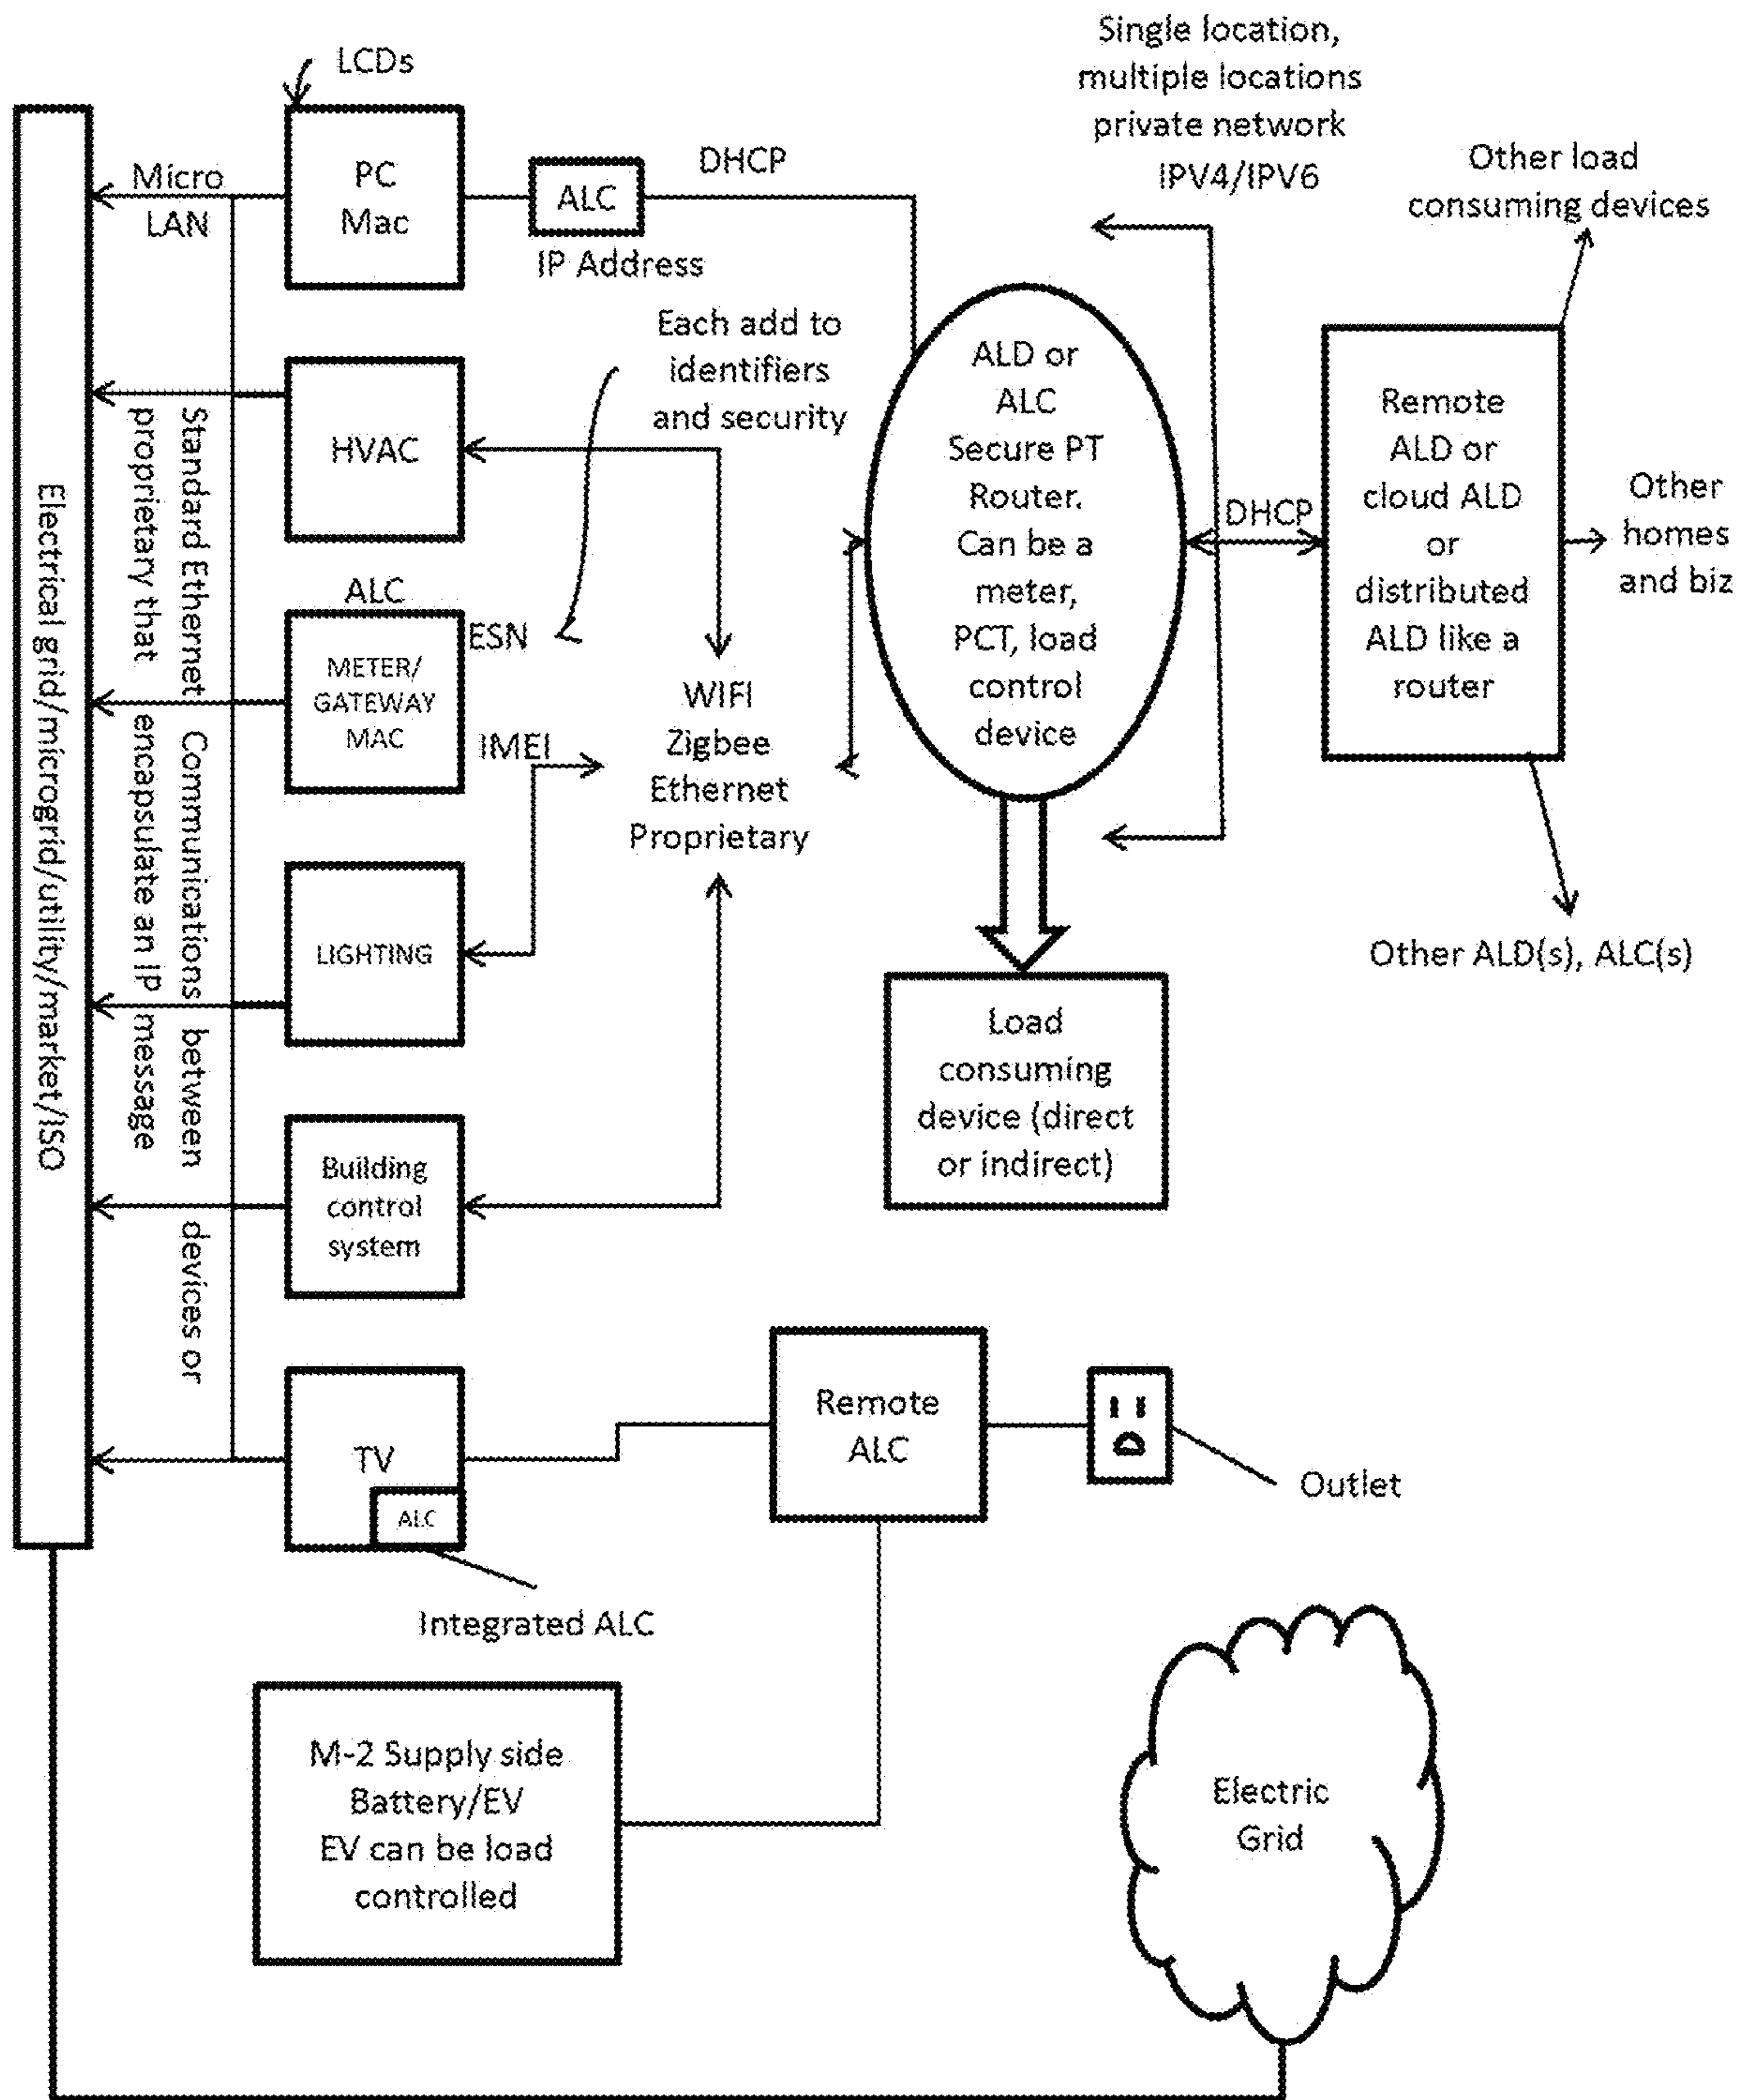 LCDs
Single location,
multiple locations
private network
IPV4/IPV6
Micro
LAN
PC
Mac
ALC
IP Address
DHCP
Other load
consuming devices
Each add to
identifiers
and security
HVAC
ALD or
ALC
Secure PT
Router.
Can be a
meter,
PCT, load
control
device
DHCP
Remote
ALD or
cloud ALD
or
distributed
ALD like a
router
Other
homes
and biz
Electrical grid/microgrid/utility/market/ISO
Standard Ethernet Communications between devices or
proprietary that encapsulate an IP message
ALC
METER/
GATEWAY
MAC
ESN
IMEI
WIFI
Zigbee
Ethernet
Proprietary
LIGHTING
Other ALD(s), ALC(s)
Load
consuming
device (direct
or indirect)
Building
control
system
TV
ALC
Remote
ALC
Outlet
Integrated ALC
M-2 Supply side
Battery/EV
EV can be load
controlled
Electric
Grid